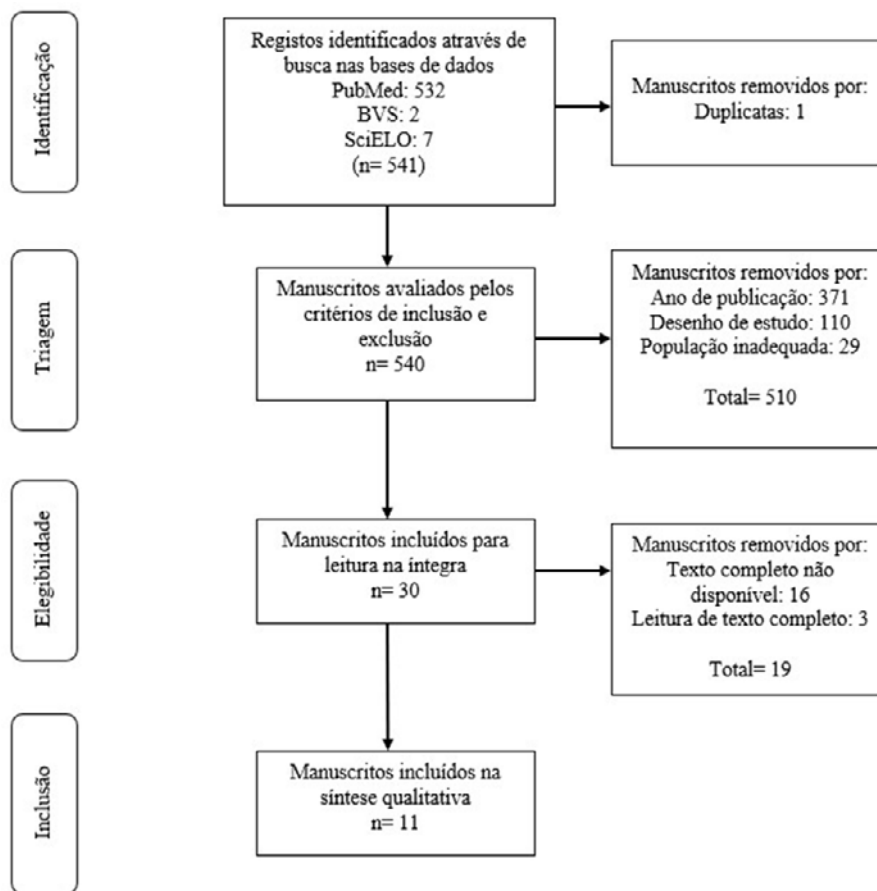 Identificação
Registos identificados através de
busca nas bases de dados
PubMed: 532
BVS: 2
SciELO: 7
(n= 541)
Manuscritos removidos por:
Duplicatas: 1
Triagem
Manuscritos avaliados pelos
critérios de inclusão e
exclusão
n= 540
Manuscritos removidos por:
Ano de publicação: 371
Desenho de estudo: 110
População inadequada: 29
Total= 510
Elegibilidade
Manuscritos incluídos para
leitura na íntegra
n= 30
Manuscritos removidos por:
Texto completo não
disponível: 16
Leitura de texto completo: 3
Total= 19
Inclusão
Manuscritos incluídos na
síntese qualitativa
n= 11